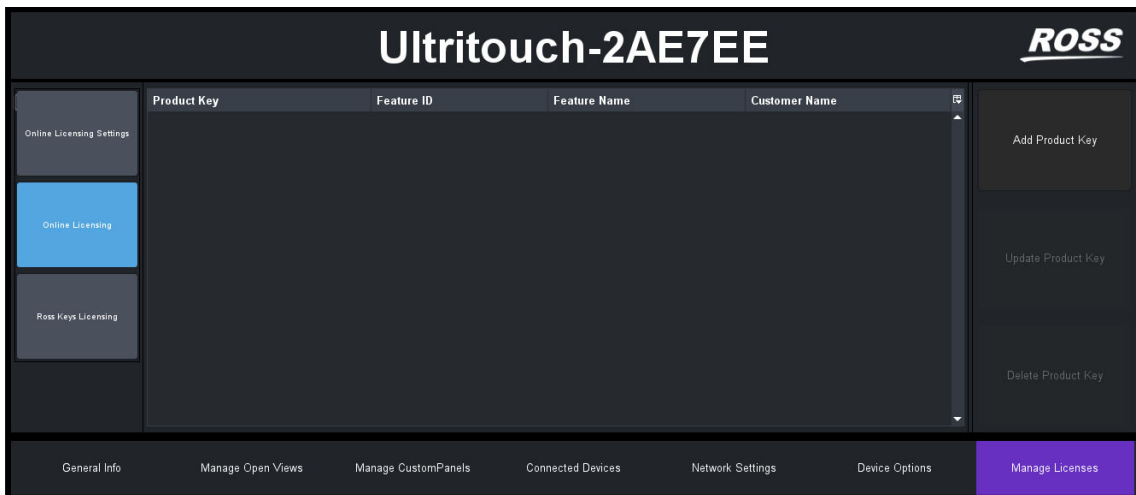 Ultritouch-2AE7EE
ROSS
Online Licensing Settings
Online Licensing
Ross Keys Licensing
Product Key Feature ID Feature Name Customer Name
Add Product Key
Update Product Key
Delete Product Key
General Info Manage Open Views Manage CustomPanels Connected Devices Network Settings Device Options Manage Licenses